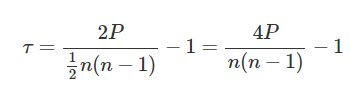 τ = 2P / (½n(n − 1)) − 1 = 4P / (n(n − 1)) − 1